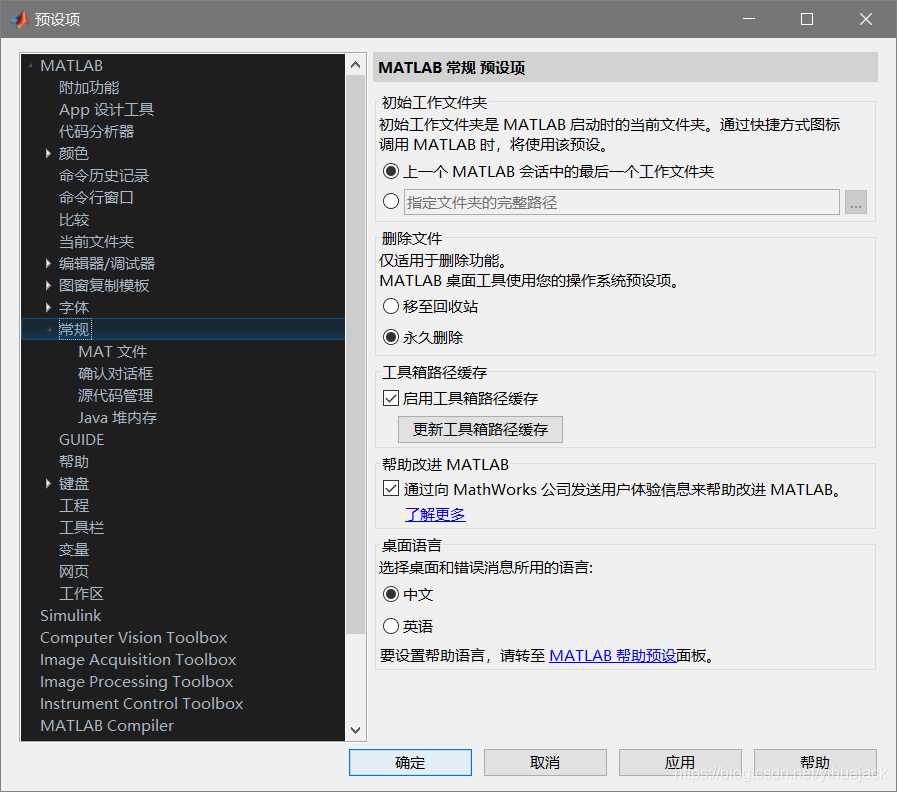 预设项
MATLAB
附加功能
App 设计工具
代码分析器
颜色
命令历史记录
命令行窗口
比较
当前文件夹
编辑器/调试器
图窗复制模板
字体
常规
MAT 文件
确认对话框
源代码管理
Java 堆内存
GUIDE
帮助
键盘
工程
工具栏
变量
网页
工作区
Simulink
Computer Vision Toolbox
Image Acquisition Toolbox
Image Processing Toolbox
Instrument Control Toolbox
MATLAB Compiler
MATLAB 常规 预设项
初始工作文件夹
初始工作文件夹是 MATLAB 启动时的当前文件夹。通过快捷方式图标
调用 MATLAB 时，将使用该预设。
上一个 MATLAB 会话中的最后一个工作文件夹
指定文件夹的完整路径
...
删除文件
仅适用于删除功能。
MATLAB 桌面工具使用您的操作系统预设项。
移至回收站
永久删除
工具箱路径缓存
启用工具箱路径缓存
更新工具箱路径缓存
帮助改进 MATLAB
通过向 MathWorks 公司发送用户体验信息来帮助改进 MATLAB。
了解更多
桌面语言
选择桌面和错误消息所用的语言:
中文
英语
要设置帮助语言，请转至 MATLAB 帮助预设面板。
确定 取消 应用 帮助
https://blog.csdn.net/yihuajack